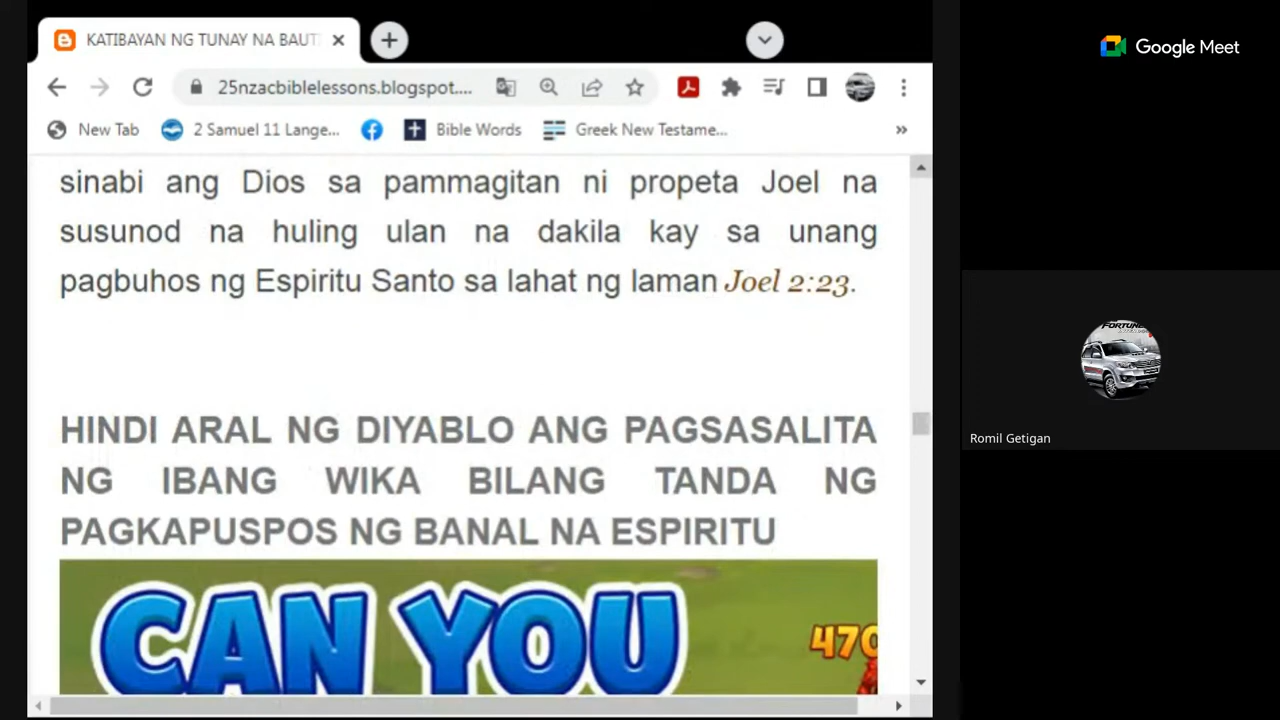 KATIBAYAN NG TUNAY NA BAUT
Google Meet
25nzacbiblelessons.blogspot....
New Tab
2 Samuel 11 Lange...
Bible Words
Greek New Testame...
»
sinabi ang Dios sa pammagitan ni propeta Joel na
susunod na huling ulan na dakila kay sa unang
pagbuhos ng Espiritu Santo sa lahat ng laman Joel 2:23.
HINDI ARAL NG DIYABLO ANG PAGSASALITA
NG IBANG WIKA BILANG TANDA NG
PAGKAPUSPOS NG BANAL NA ESPIRITU
CAN YOU
470
FORTUNER
Romil Getigan